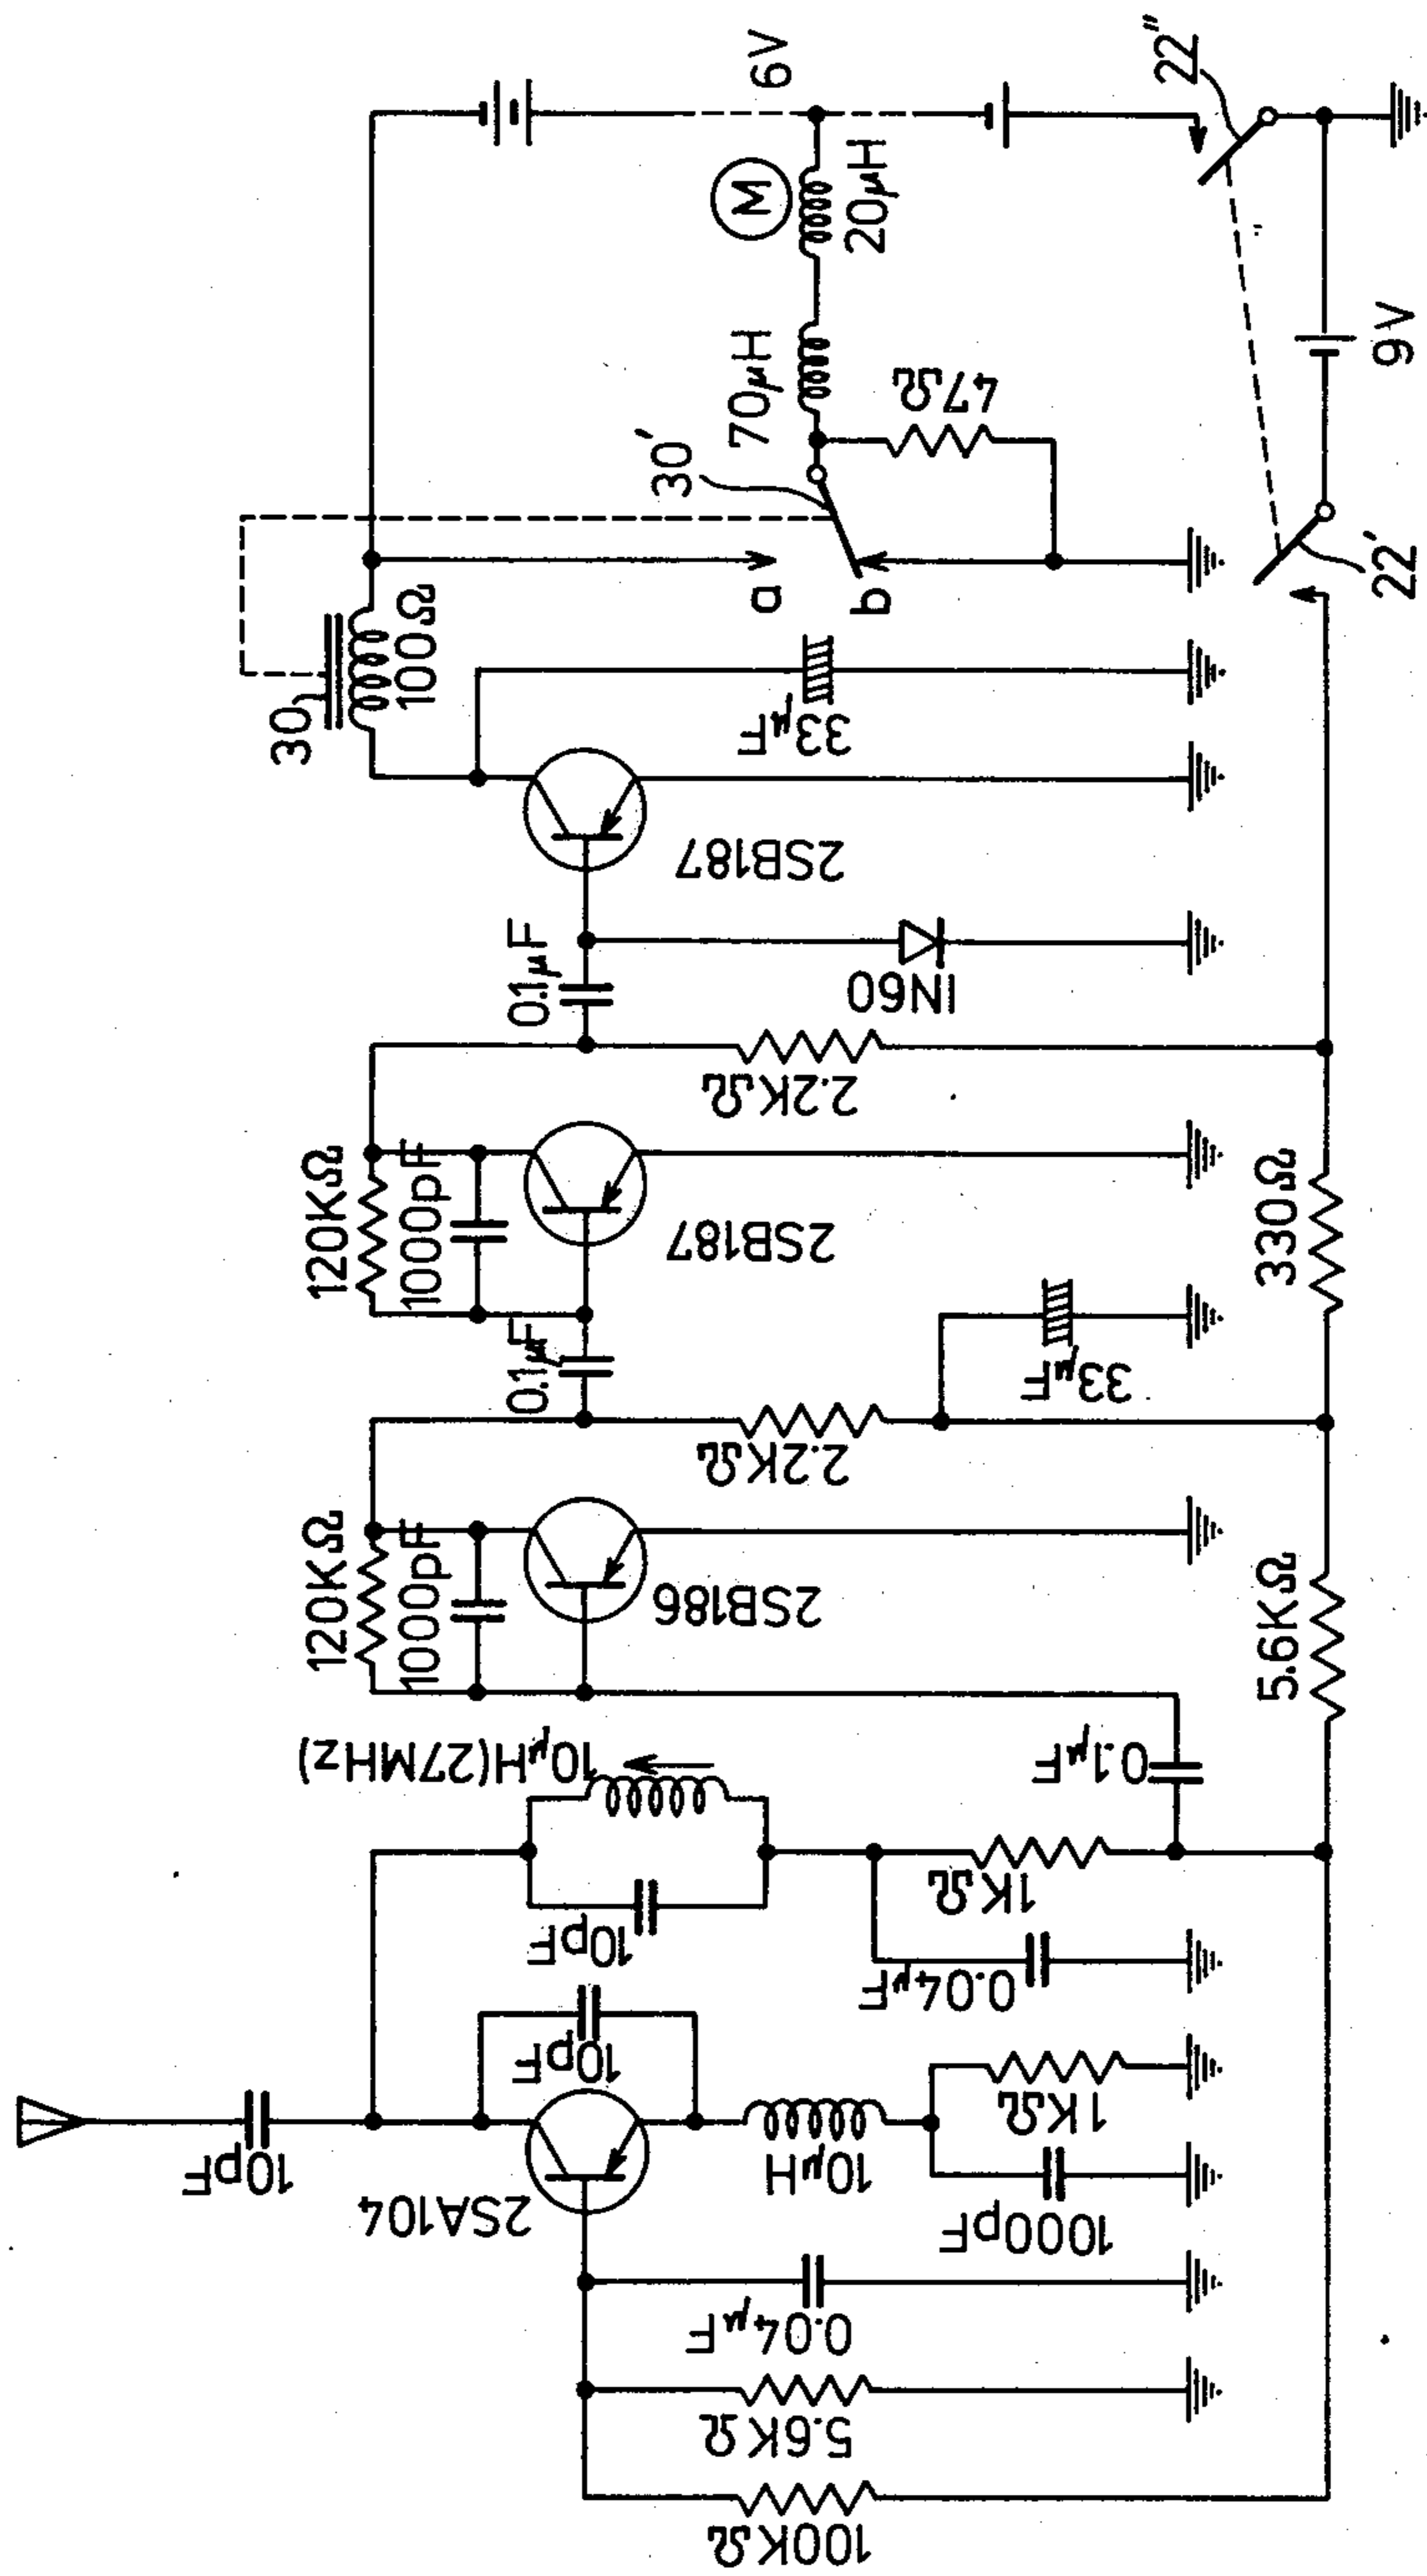 10pF
2SA104
100KΩ
5.6KΩ
0.04μF
1000pF
1KΩ
10μH
10pF
10pF
10μH(27MHz)
0.04μF
1KΩ
0.1μF
5.6KΩ
120KΩ
1000pF
2SB186
2.2KΩ
33μF
0.1μF
330Ω
120KΩ
1000pF
2SB187
2.2KΩ
0.1μF
IN60
2SB187
33μF
30
100Ω
a
b
30'
47Ω
70μH
M
20μH
6V
22'
9V
22"